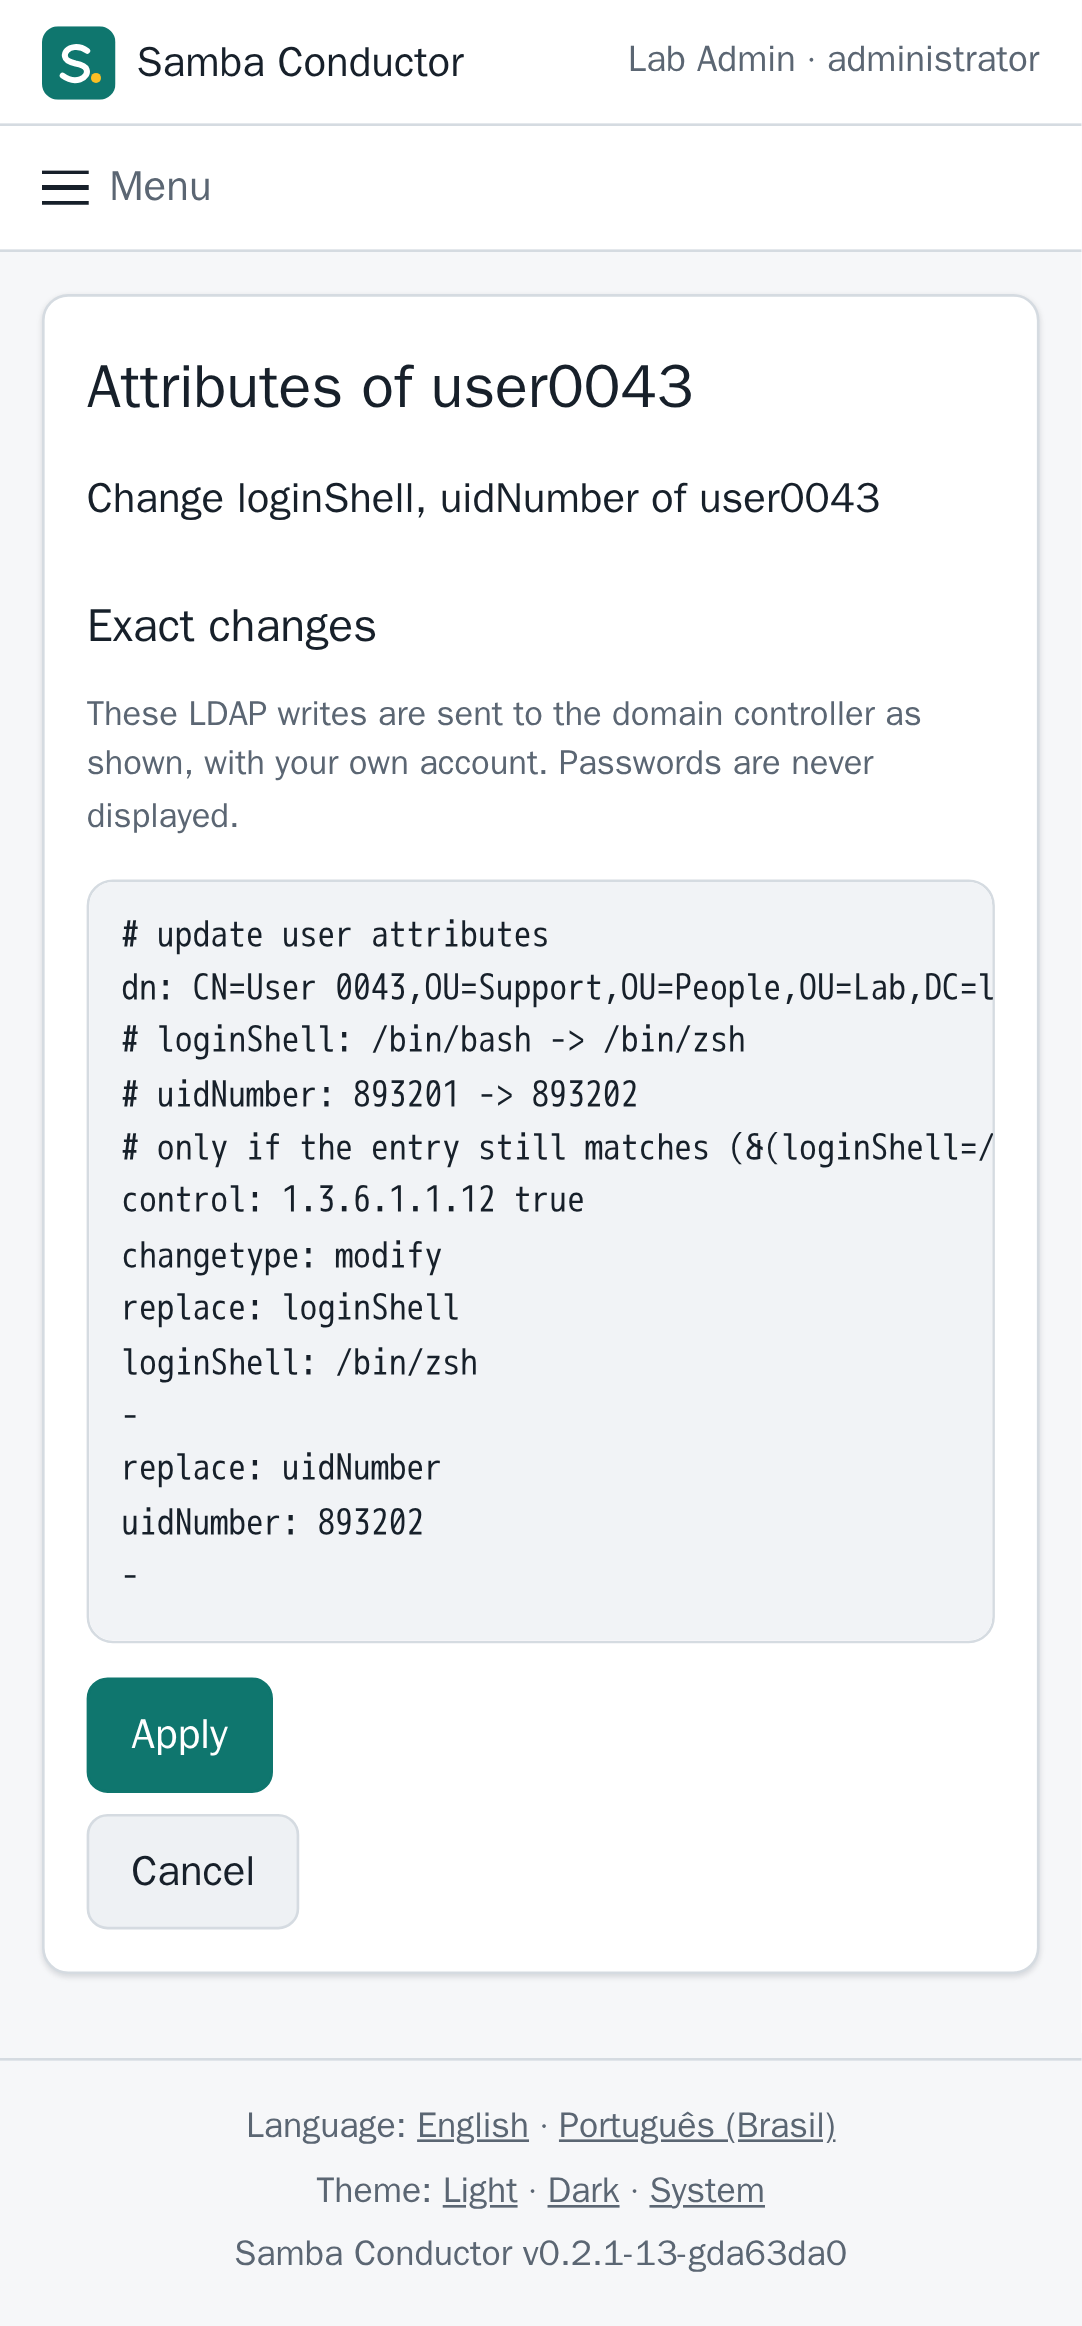 Samba Conductor
Lab Admin · administrator
Menu
Attributes of user0043
Change loginShell, uidNumber of user0043
Exact changes
These LDAP writes are sent to the domain controller as
shown, with your own account. Passwords are never
displayed.
# update user attributes
dn: CN=User 0043,OU=Support,OU=People,OU=Lab,DC=l
# loginShell: /bin/bash -> /bin/zsh
# uidNumber: 893201 -> 893202
# only if the entry still matches (&(loginShell=/
control: 1.3.6.1.1.12 true
changetype: modify
replace: loginShell
loginShell: /bin/zsh
-
replace: uidNumber
uidNumber: 893202
-
Apply
Cancel
Language: English · Português (Brasil)
Theme: Light · Dark · System
Samba Conductor v0.2.1-13-gda63da0